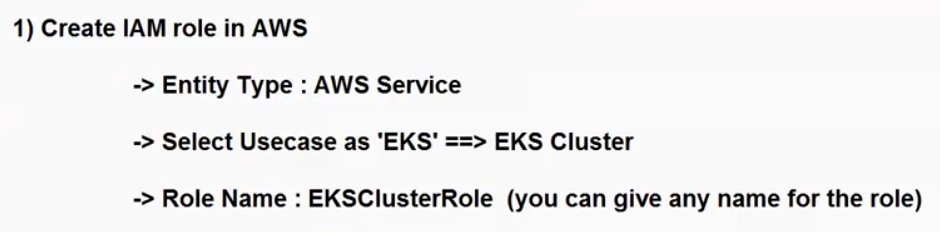 1) Create IAM role in AWS
-> Entity Type : AWS Service
-> Select Usecase as 'EKS' ==> EKS Cluster
-> Role Name : EKSClusterRole (you can give any name for the role)